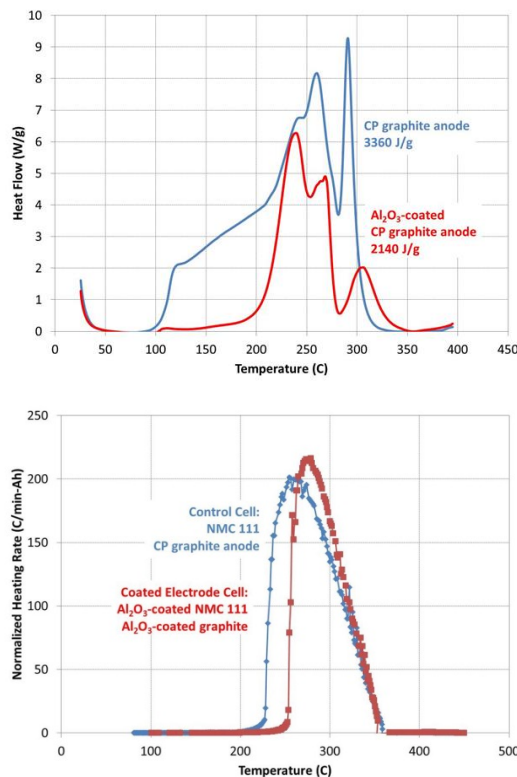 10
9
8
7
6
5
4
3
2
1
0
Heat Flow (W/g)
CP graphite anode
3360 J/g
Al₂O₃-coated
CP graphite anode
2140 J/g
0 50 100 150 200 250 300 350 400 450
Temperature (C)
250
200
150
100
50
0
Normalized Heating Rate (C/min-Ah)
Control Cell:
NMC 111
CP graphite anode
Coated Electrode Cell:
Al₂O₃-coated NMC 111
Al₂O₃-coated graphite
0 100 200 300 400 500
Temperature (C)